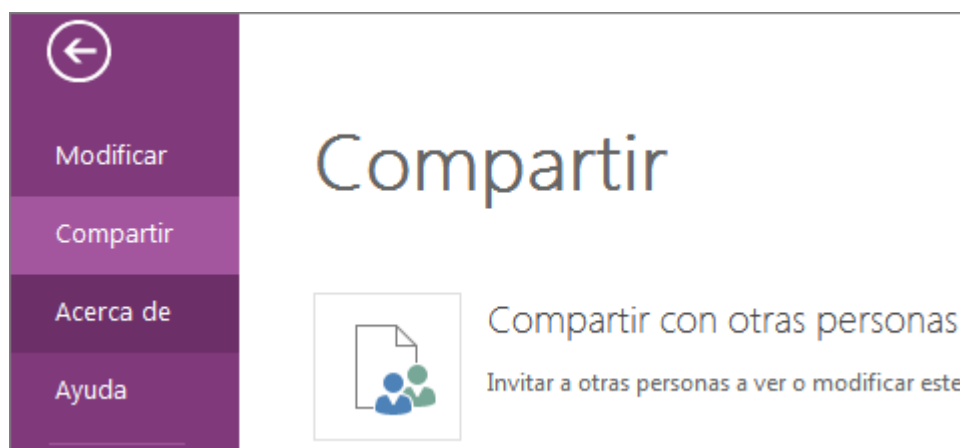 Modificar
Compartir
Acerca de
Ayuda
Compartir
Compartir con otras personas
Invitar a otras personas a ver o modificar este